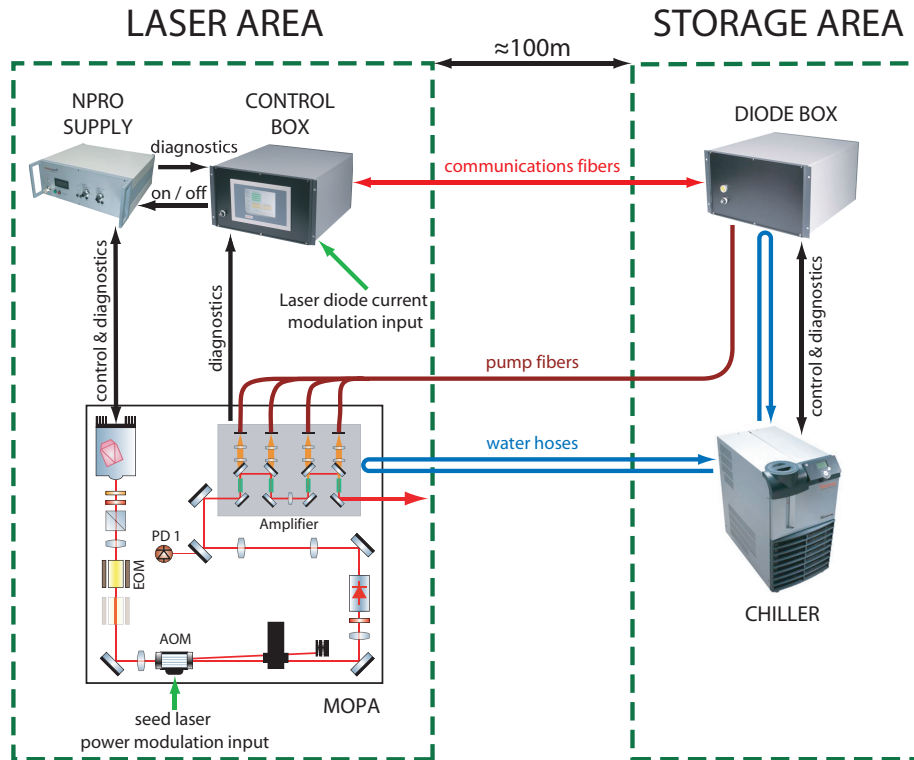 LASER AREA
STORAGE AREA
≈100m
NPRO
SUPPLY
CONTROL
BOX
DIODE BOX
diagnostics
on / off
communications fibers
Laser diode current
modulation input
control & diagnostics
diagnostics
control & diagnostics
pump fibers
water hoses
Amplifier
PD 1
EOM
AOM
CHILLER
MOPA
seed laser
power modulation input